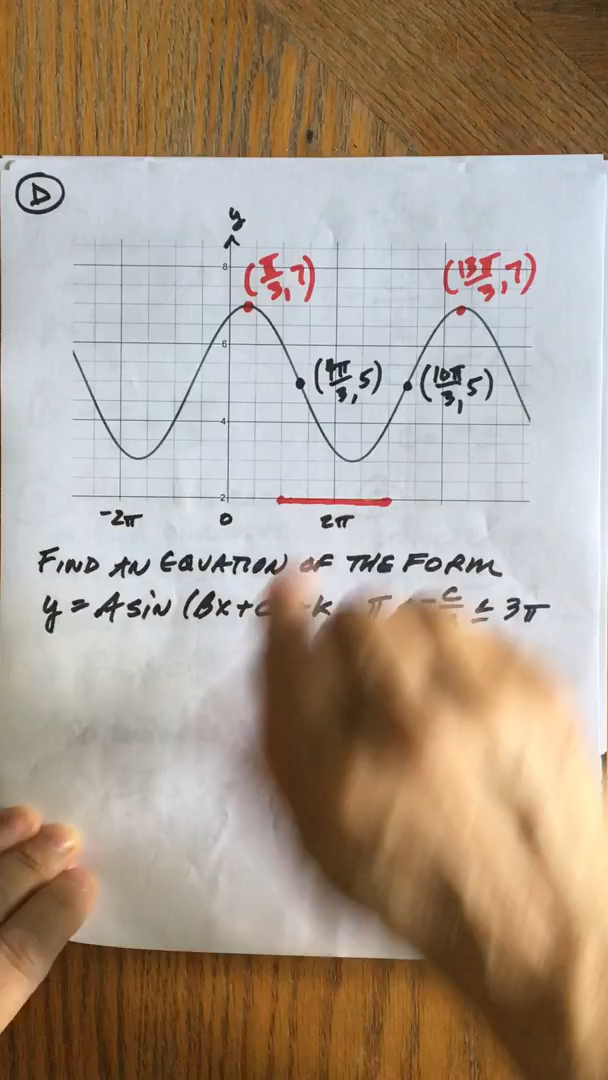 D
y
8
(π/3, 7)
(13π/3, 7)
6
(4π/3, 5)
(10π/3, 5)
4
2
-2π 0 2π
FIND AN EQUATION OF THE FORM
y = A sin (Bx + k π ≤ 3π